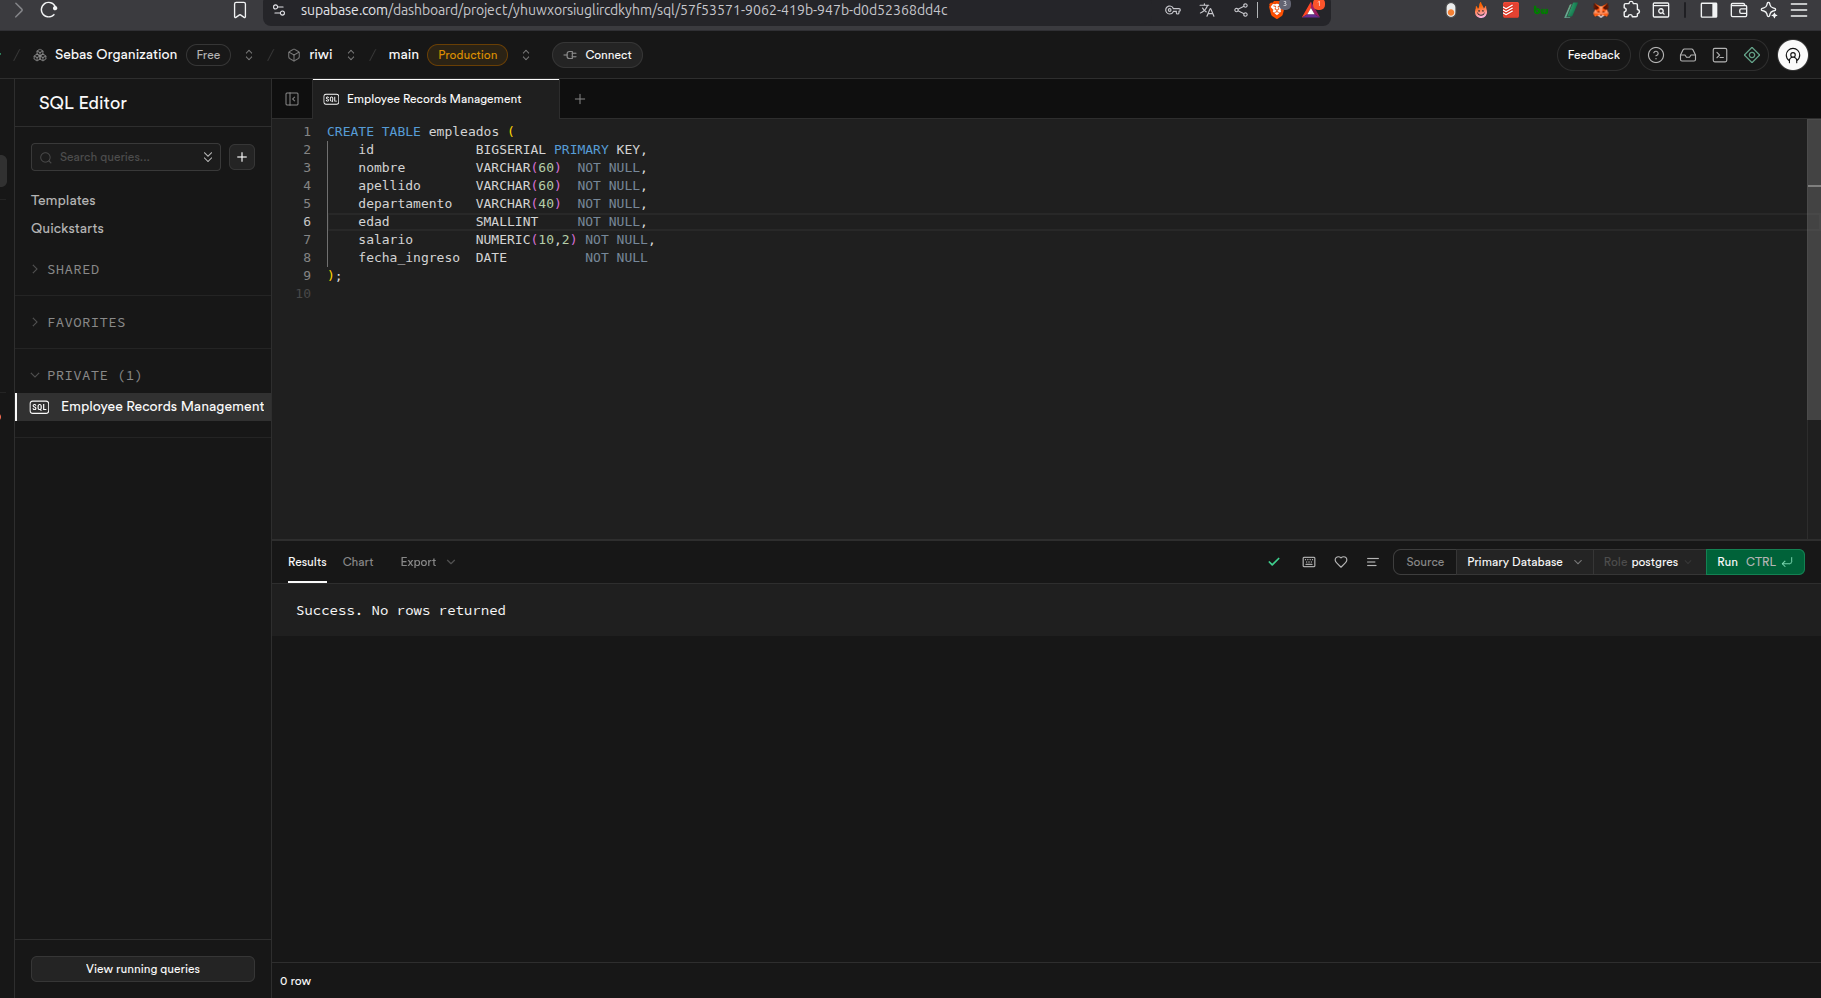 supabase.com/dashboard/project/yhuwxorsiuglircdkyhm/sql/57f53571-9062-419b-947b-d0d52368dd4c
3
1
bw
/ Sebas Organization Free / riwi / main Production Connect
Feedback
SQL Editor
SQL Employee Records Management
Search queries...
Templates
Quickstarts
SHARED
FAVORITES
PRIVATE (1)
SQL Employee Records Management
View running queries
1 CREATE TABLE empleados (
2 id BIGSERIAL PRIMARY KEY,
3 nombre VARCHAR(60) NOT NULL,
4 apellido VARCHAR(60) NOT NULL,
5 departamento VARCHAR(40) NOT NULL,
6 edad SMALLINT NOT NULL,
7 salario NUMERIC(10,2) NOT NULL,
8 fecha_ingreso DATE NOT NULL
9 );
10
Results Chart Export
Source Primary Database Role postgres Run CTRL
Success. No rows returned
0 row